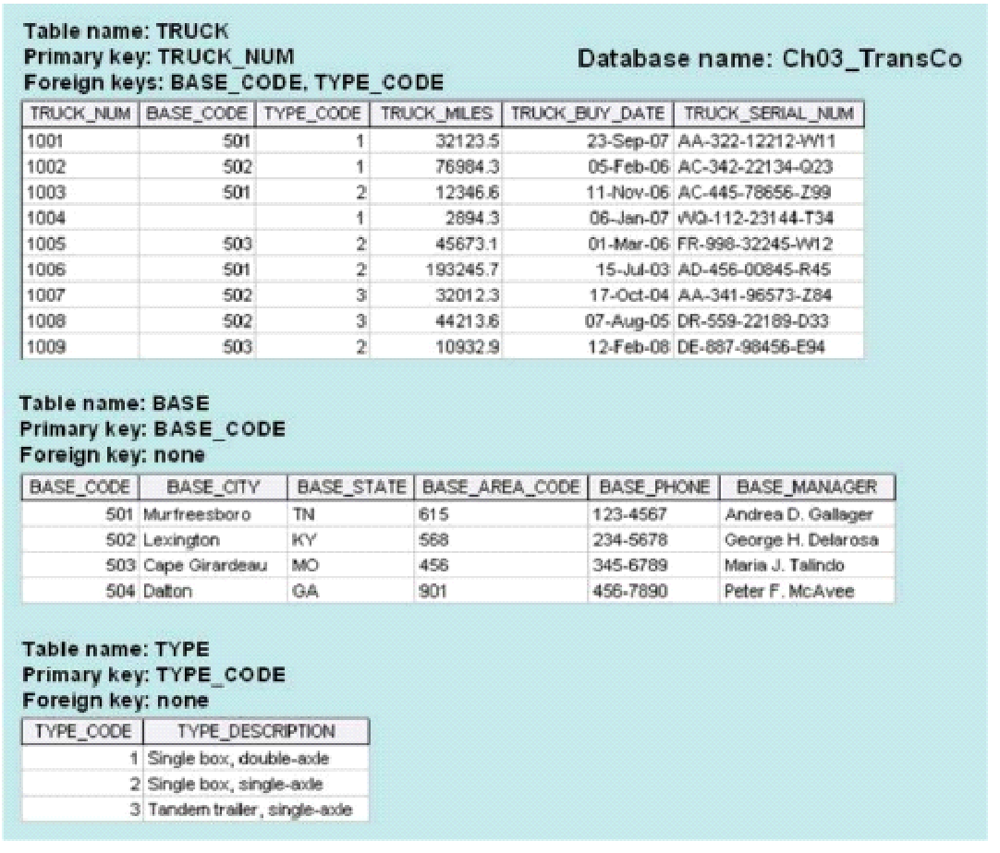 Table name: TRUCK
Primary key: TRUCK_NUM
Database name: Ch03_TransCo
Foreign keys: BASE_CODE, TYPE_CODE
TRUCK_NUM BASE_CODE TYPE_CODE TRUCK_MILES TRUCK_BUY_DATE TRUCK_SERIAL_NUM
1001 501 1 32123.5 23-Sep-07 AA-322-12212-W11
1002 502 1 76984.3 05-Feb-06 AC-342-22134-Q23
1003 501 2 12346.6 11-Nov-06 AC-445-78656-Z99
1004 1 2894.3 06-Jan-07 WQ-112-23144-T34
1005 503 2 45673.1 01-Mar-06 FR-998-32245-W12
1006 501 2 193245.7 15-Jul-03 AD-456-00845-R45
1007 502 3 32012.3 17-Oct-04 AA-341-96573-Z84
1008 502 3 44213.6 07-Aug-05 DR-559-22189-D33
1009 503 2 10932.9 12-Feb-08 DE-887-98456-E94
Table name: BASE
Primary key: BASE_CODE
Foreign key: none
BASE_CODE BASE_CITY BASE_STATE BASE_AREA_CODE BASE_PHONE BASE_MANAGER
501 Murfreesboro TN 615 123-4567 Andrea D. Gallager
502 Lexington KY 568 234-5678 George H. Delarosa
503 Cape Girardeau MO 456 345-6789 Maria J. Talindo
504 Dalton GA 901 456-7890 Peter F. McAvee
Table name: TYPE
Primary key: TYPE_CODE
Foreign key: none
TYPE_CODE TYPE_DESCRIPTION
1 Single box, double-axle
2 Single box, single-axle
3 Tandem trailer, single-axle